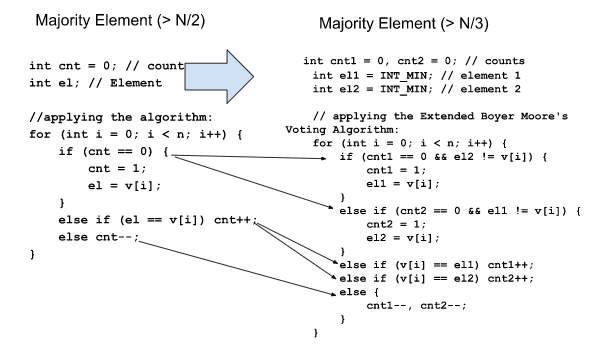 Majority Element (> N/2)
int cnt = 0; // count
int el; // Element
//applying the algorithm:
for (int i = 0; i < n; i++) {
if (cnt == 0) {
cnt = 1;
el = v[i];
}
else if (el == v[i]) cnt++;
else cnt--;
}
Majority Element (> N/3)
int cnt1 = 0, cnt2 = 0; // counts
int el1 = INT_MIN; // element 1
int el2 = INT_MIN; // element 2
// applying the Extended Boyer Moore's
Voting Algorithm:
for (int i = 0; i < n; i++) {
if (cnt1 == 0 && el2 != v[i]) {
cnt1 = 1;
el1 = v[i];
}
else if (cnt2 == 0 && el1 != v[i]) {
cnt2 = 1;
el2 = v[i];
}
else if (v[i] == el1) cnt1++;
else if (v[i] == el2) cnt2++;
else {
cnt1--, cnt2--;
}
}